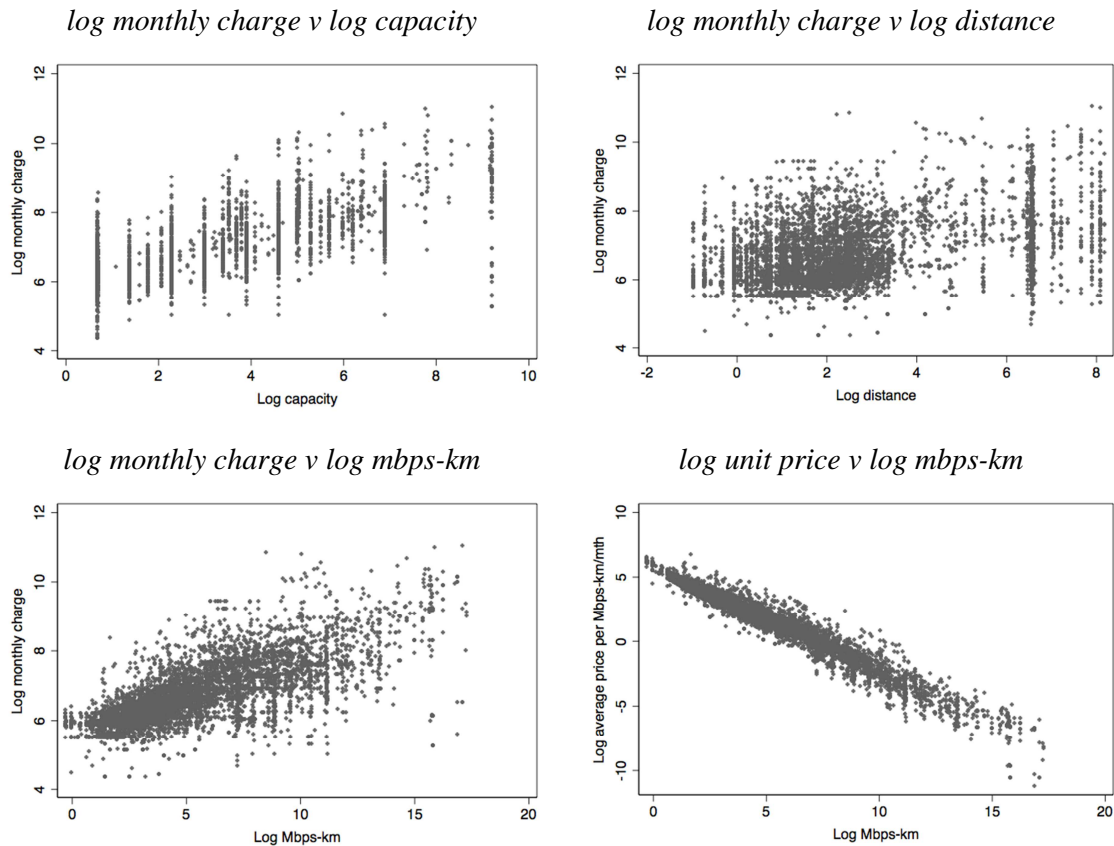 log monthly charge v log capacity
12
10
8
6
4
Log monthly charge
0 2 4 6 8 10
Log capacity
log monthly charge v log distance
12
10
8
6
4
Log monthly charge
-2 0 2 4 6 8
Log distance
log monthly charge v log mbps-km
12
10
8
6
4
Log monthly charge
0 5 10 15 20
Log Mbps-km
log unit price v log mbps-km
10
5
0
-5
-10
Log average price per Mbps-km/mth
0 5 10 15 20
Log Mbps-km